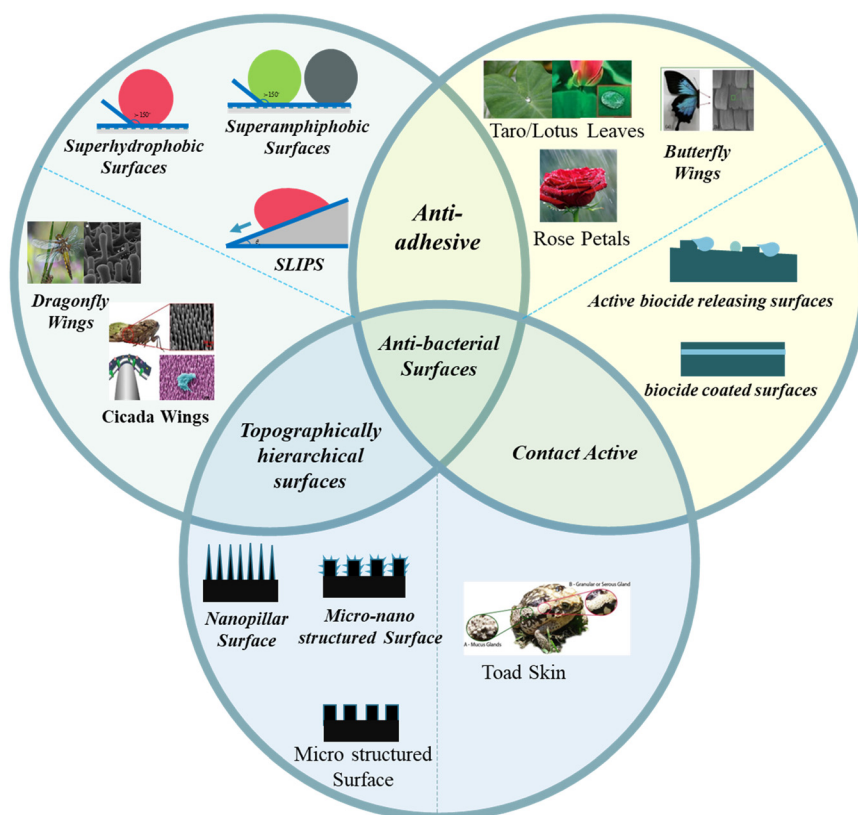 >150°
Superhydrophobic
Surfaces
>150°
Superamphiphobic
Surfaces
SLIPS
Dragonfly
Wings
Cicada Wings
Anti-
adhesive
Taro/Lotus Leaves
Rose Petals
Butterfly
Wings
Active biocide releasing surfaces
biocide coated surfaces
Anti-bacterial
Surfaces
Topographically
hierarchical
surfaces
Contact Active
Nanopillar
Surface
Micro-nano
structured Surface
Micro structured
Surface
B - Granular or Serous Gland
A - Mucus Glands
Toad Skin